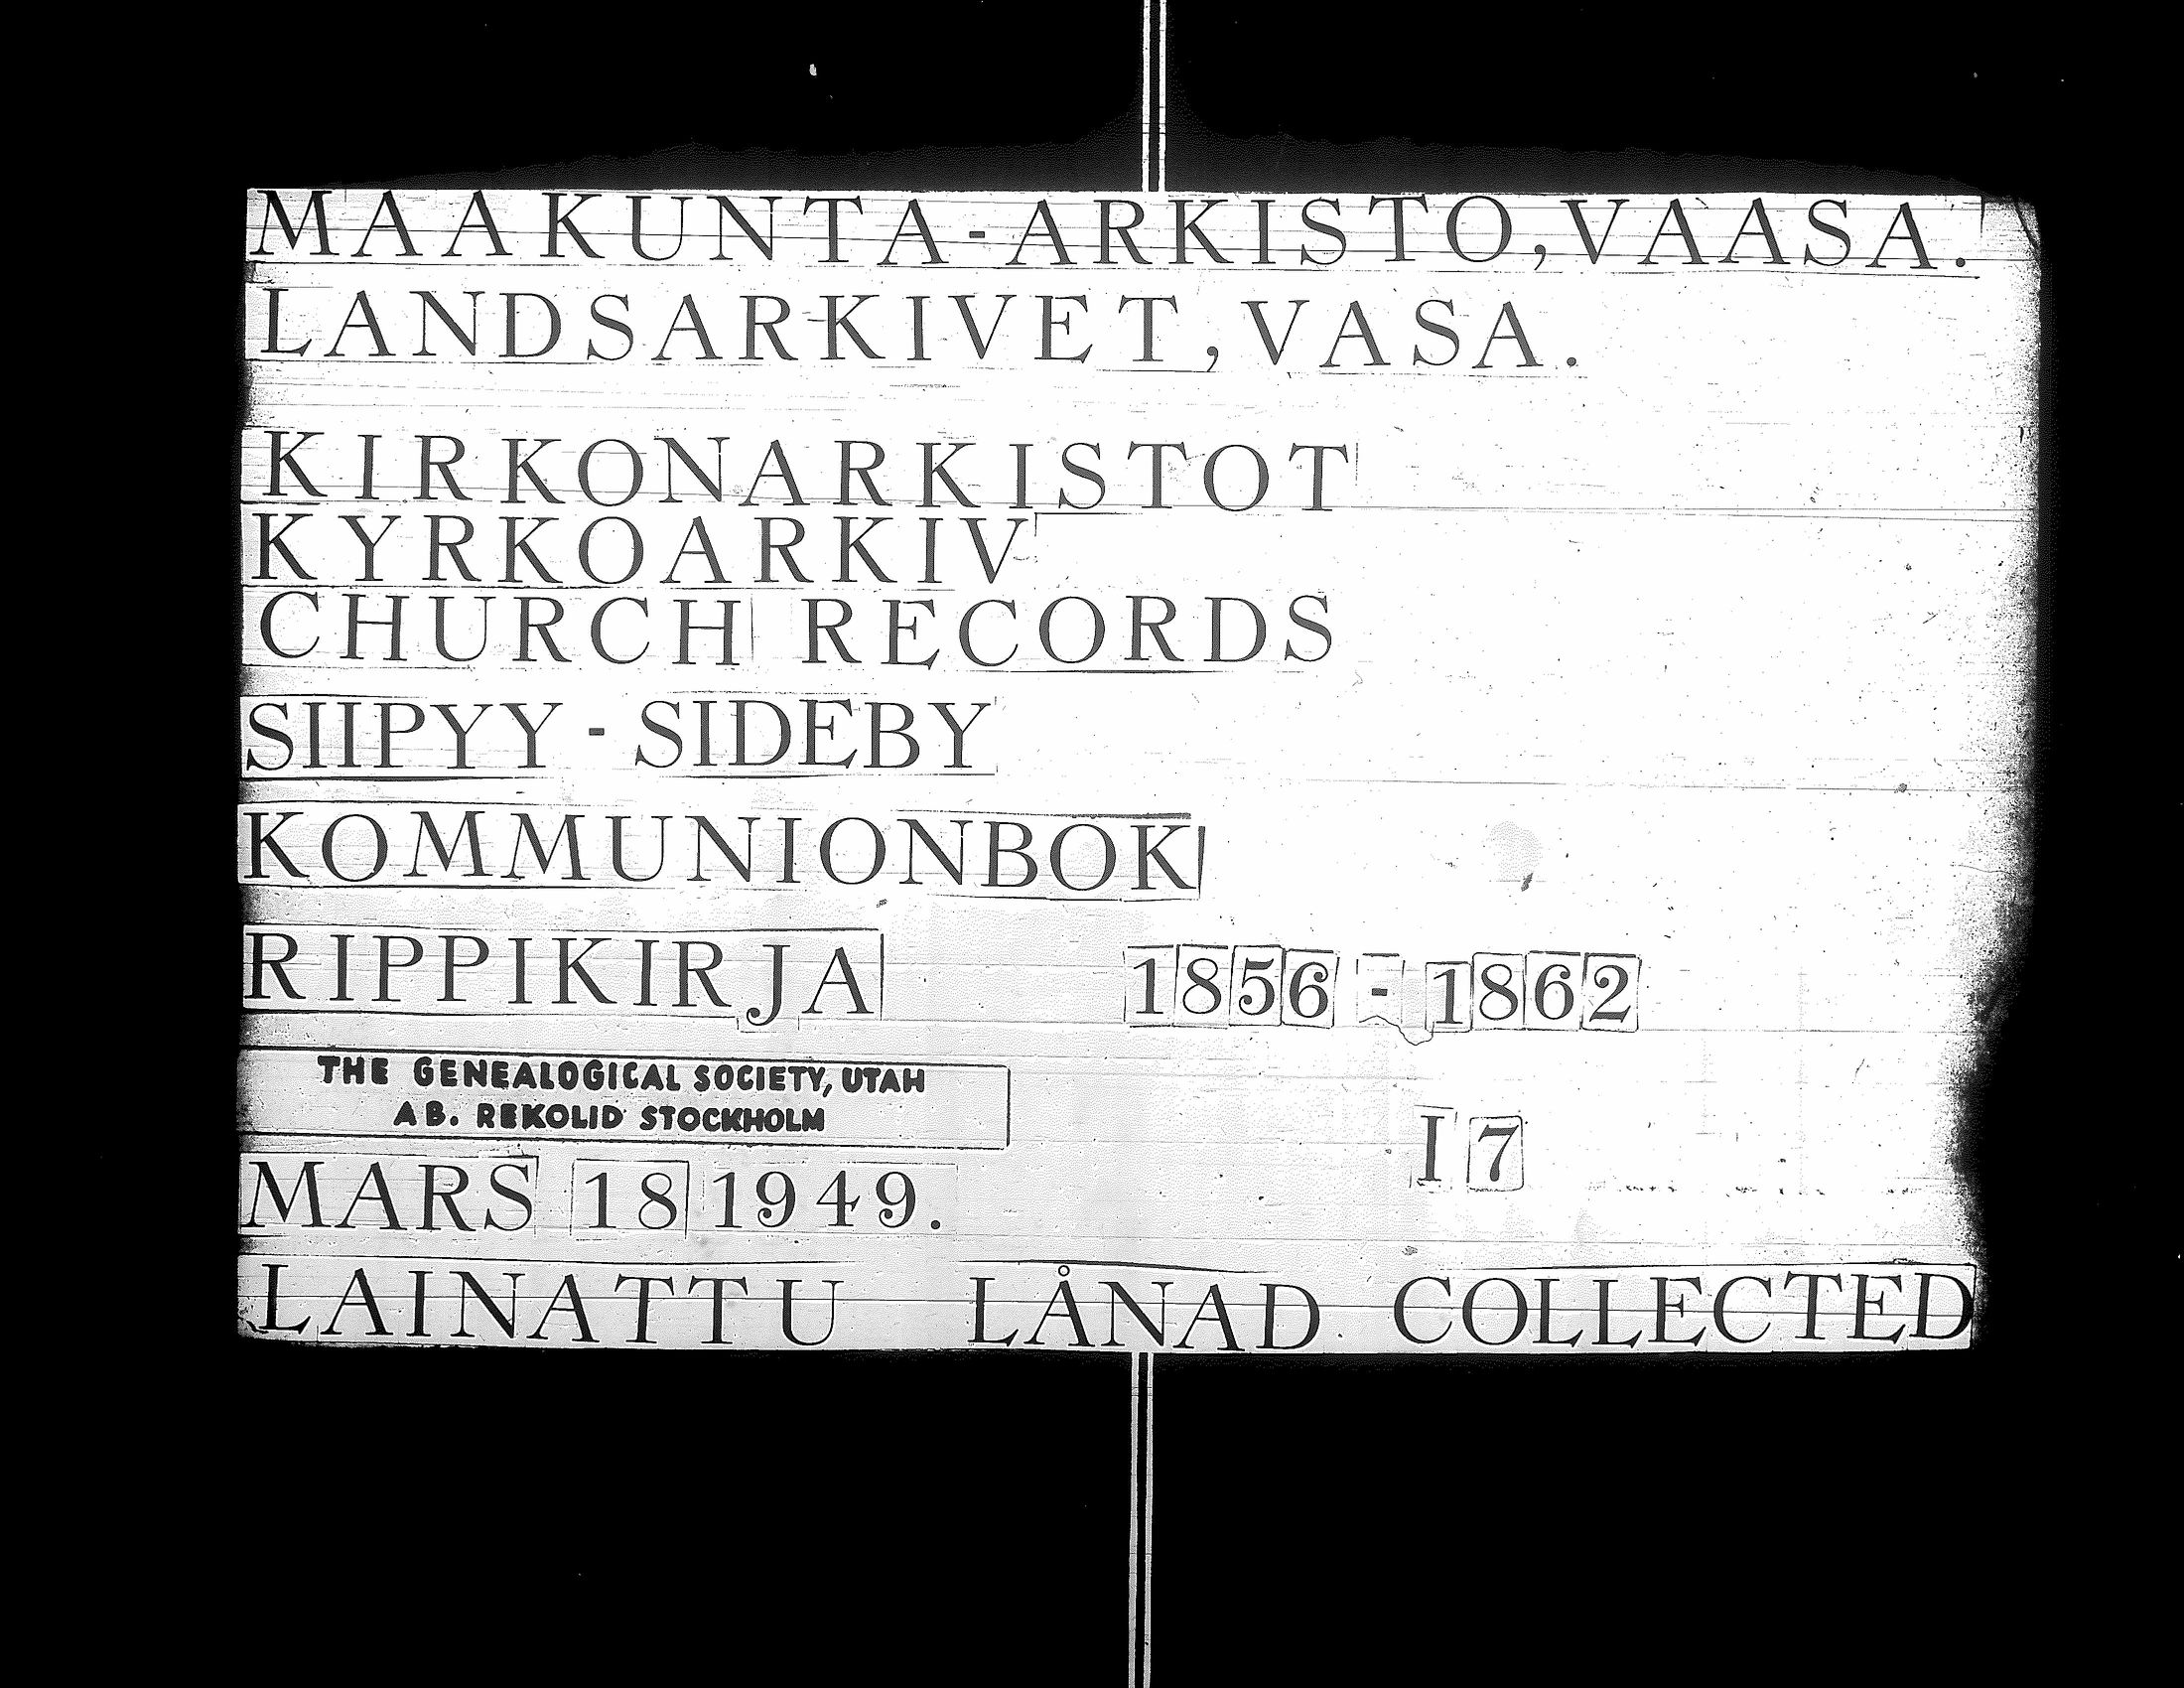 MAAKUNTA-ARKISTO, VAASA.
LANDSARKIVET, VASA.
KIRKONARKISTOT
KYRKOARKIV
CHURCH RECORDS
SIIPYY - SIDEBY
KOMMUNIONBOK
RIPPIKIRJA 1856 - 1862
THE GENEALOGICAL SOCIETY, UTAH
AB. REKOLID STOCKHOLM
I 7
MARS 18 1949.
LAINATTU LÅNAD COLLECTED